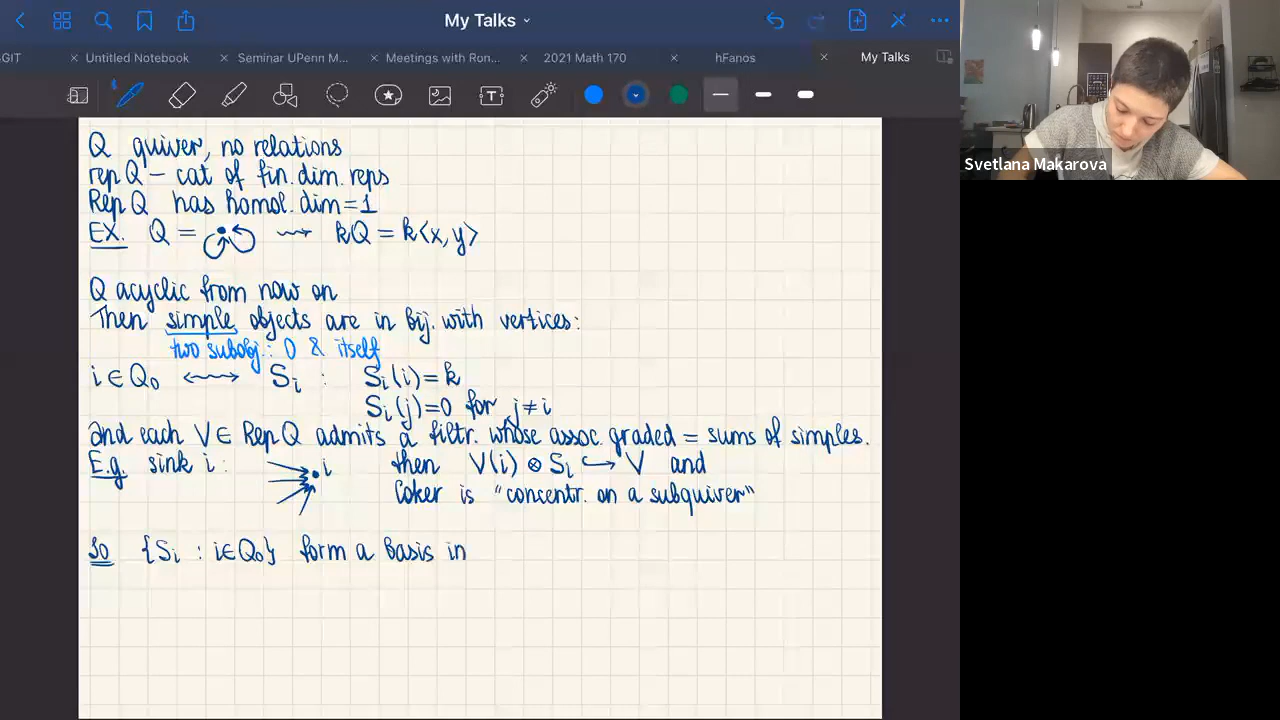 My Talks
GIT
Untitled Notebook
Seminar UPenn M...
Meetings with Ron...
2021 Math 170
hFanos
My Talks
Svetlana Makarova
Q quiver, no relations
rep Q – cat of fin. dim. reps
Rep Q has homol. dim = 1
EX. Q = ⇝ kQ = k⟨x, y⟩
Q acyclic from now on
Then simple objects are in bij. with vertices:
two subobj.: 0 & itself
i ∈ Q₀ ⟷ Sᵢ : Sᵢ(i) = k
Sᵢ(j) = 0 for j ≠ i
and each V ∈ Rep Q admits a filtr. whose assoc. graded = sums of simples.
E.g. sink i: i then V(i) ⊗ Sᵢ ↪ V and
Coker is "concentr. on a subquiver"
So {Sᵢ : i ∈ Q₀} form a basis in